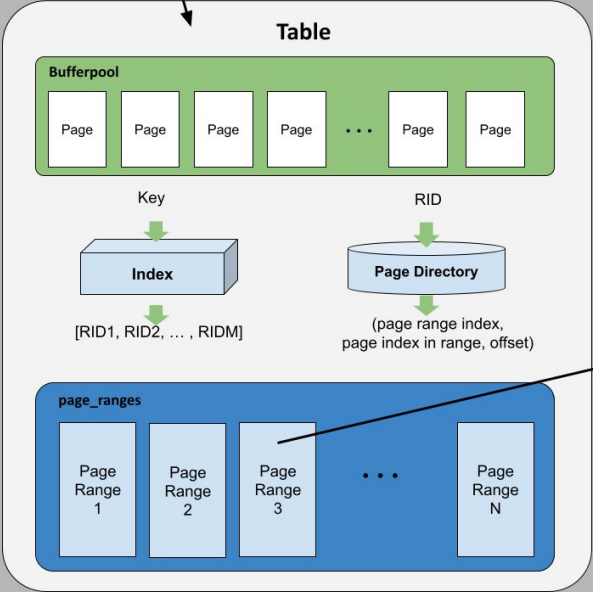 Table
Bufferpool
Page Page Page Page ... Page Page
Key RID
Index Page Directory
[RID1, RID2, ... , RIDM]
(page range index,
page index in range, offset)
page_ranges
Page Range 1
Page Range 2
Page Range 3
...
Page Range N